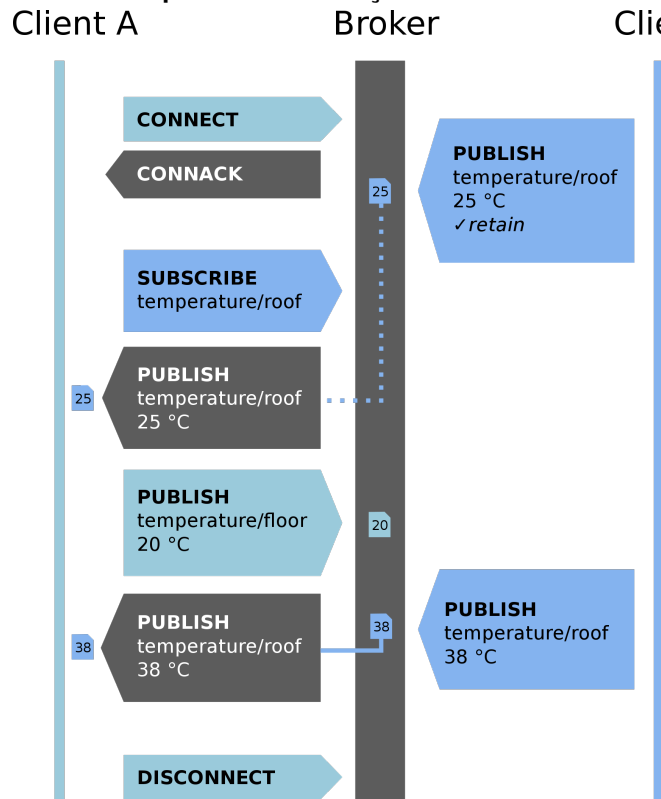 Client A
Broker
CONNECT
CONNACK
25
PUBLISH
temperature/roof
25 °C
✓retain
SUBSCRIBE
temperature/roof
25
PUBLISH
temperature/roof
25 °C
PUBLISH
temperature/floor
20 °C
20
38
PUBLISH
temperature/roof
38 °C
38
PUBLISH
temperature/roof
38 °C
DISCONNECT